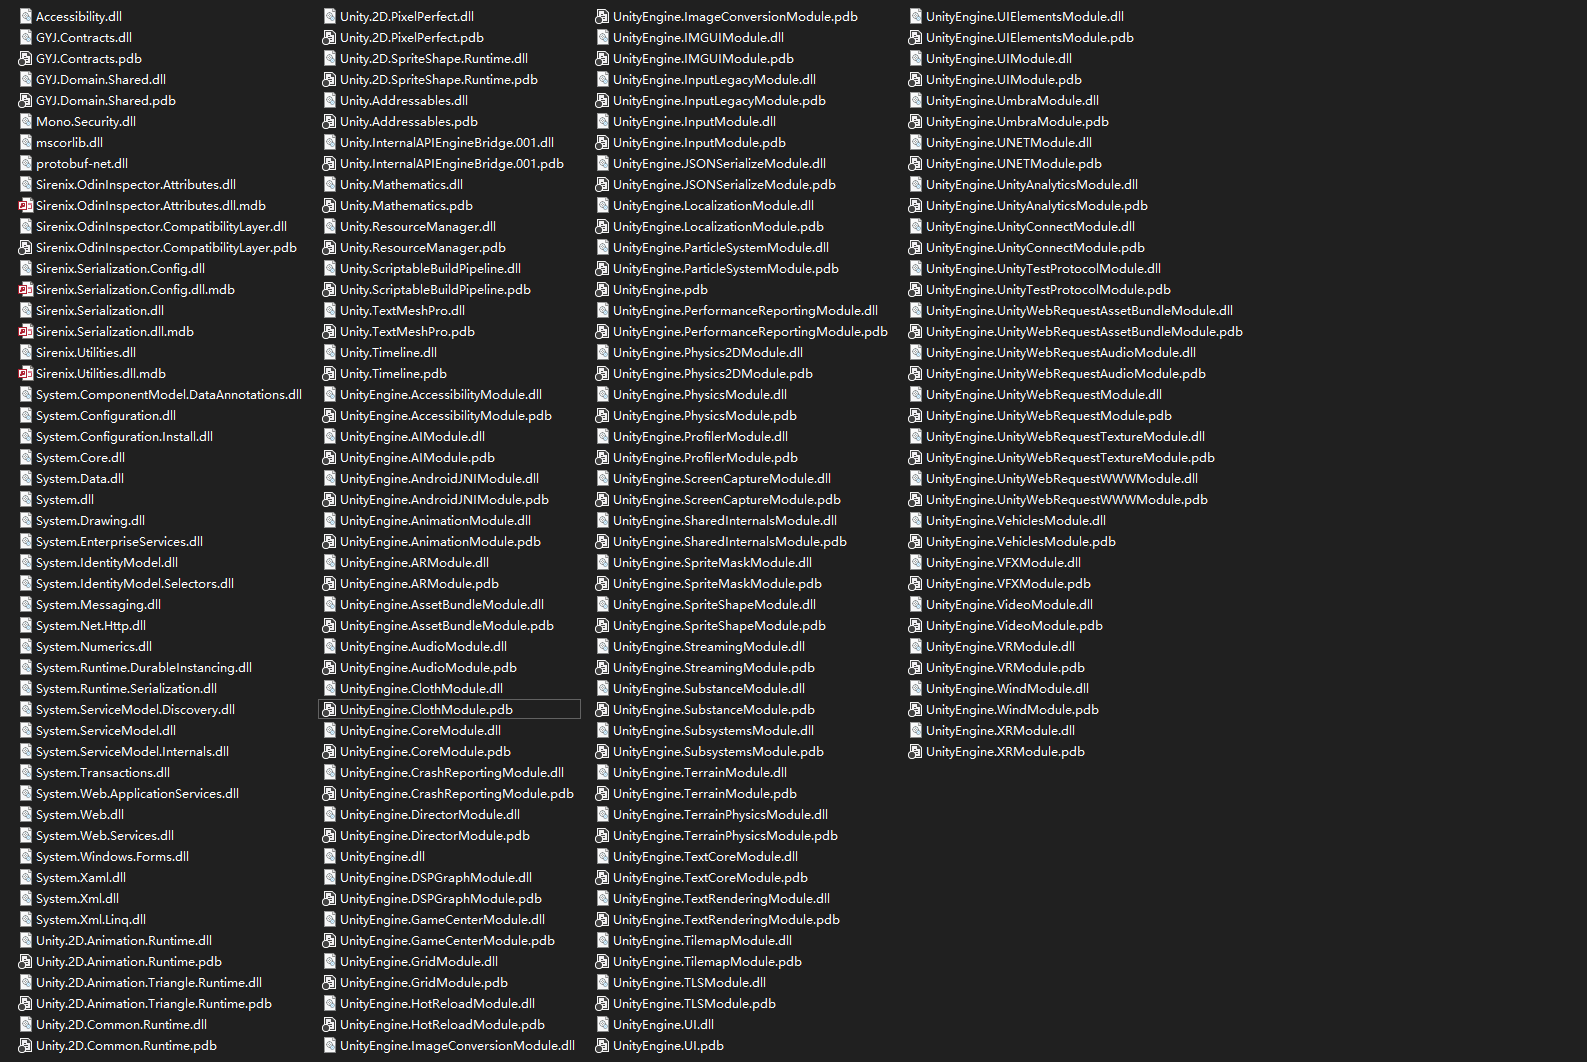 Accessibility.dll
GYJ.Contracts.dll
GYJ.Contracts.pdb
GYJ.Domain.Shared.dll
GYJ.Domain.Shared.pdb
Mono.Security.dll
mscorlib.dll
protobuf-net.dll
Sirenix.OdinInspector.Attributes.dll
Sirenix.OdinInspector.Attributes.dll.mdb
Sirenix.OdinInspector.CompatibilityLayer.dll
Sirenix.OdinInspector.CompatibilityLayer.pdb
Sirenix.Serialization.Config.dll
Sirenix.Serialization.Config.dll.mdb
Sirenix.Serialization.dll
Sirenix.Serialization.dll.mdb
Sirenix.Utilities.dll
Sirenix.Utilities.dll.mdb
System.ComponentModel.DataAnnotations.dll
System.Configuration.dll
System.Configuration.Install.dll
System.Core.dll
System.Data.dll
System.dll
System.Drawing.dll
System.EnterpriseServices.dll
System.IdentityModel.dll
System.IdentityModel.Selectors.dll
System.Messaging.dll
System.Net.Http.dll
System.Numerics.dll
System.Runtime.DurableInstancing.dll
System.Runtime.Serialization.dll
System.ServiceModel.Discovery.dll
System.ServiceModel.dll
System.ServiceModel.Internals.dll
System.Transactions.dll
System.Web.ApplicationServices.dll
System.Web.dll
System.Web.Services.dll
System.Windows.Forms.dll
System.Xaml.dll
System.Xml.dll
System.Xml.Linq.dll
Unity.2D.Animation.Runtime.dll
Unity.2D.Animation.Runtime.pdb
Unity.2D.Animation.Triangle.Runtime.dll
Unity.2D.Animation.Triangle.Runtime.pdb
Unity.2D.Common.Runtime.dll
Unity.2D.Common.Runtime.pdb
Unity.2D.PixelPerfect.dll
Unity.2D.PixelPerfect.pdb
Unity.2D.SpriteShape.Runtime.dll
Unity.2D.SpriteShape.Runtime.pdb
Unity.Addressables.dll
Unity.Addressables.pdb
Unity.InternalAPIEngineBridge.001.dll
Unity.InternalAPIEngineBridge.001.pdb
Unity.Mathematics.dll
Unity.Mathematics.pdb
Unity.ResourceManager.dll
Unity.ResourceManager.pdb
Unity.ScriptableBuildPipeline.dll
Unity.ScriptableBuildPipeline.pdb
Unity.TextMeshPro.dll
Unity.TextMeshPro.pdb
Unity.Timeline.dll
Unity.Timeline.pdb
UnityEngine.AccessibilityModule.dll
UnityEngine.AccessibilityModule.pdb
UnityEngine.AIModule.dll
UnityEngine.AIModule.pdb
UnityEngine.AndroidJNIModule.dll
UnityEngine.AndroidJNIModule.pdb
UnityEngine.AnimationModule.dll
UnityEngine.AnimationModule.pdb
UnityEngine.ARModule.dll
UnityEngine.ARModule.pdb
UnityEngine.AssetBundleModule.dll
UnityEngine.AssetBundleModule.pdb
UnityEngine.AudioModule.dll
UnityEngine.AudioModule.pdb
UnityEngine.ClothModule.dll
UnityEngine.ClothModule.pdb
UnityEngine.CoreModule.dll
UnityEngine.CoreModule.pdb
UnityEngine.CrashReportingModule.dll
UnityEngine.CrashReportingModule.pdb
UnityEngine.DirectorModule.dll
UnityEngine.DirectorModule.pdb
UnityEngine.dll
UnityEngine.DSPGraphModule.dll
UnityEngine.DSPGraphModule.pdb
UnityEngine.GameCenterModule.dll
UnityEngine.GameCenterModule.pdb
UnityEngine.GridModule.dll
UnityEngine.GridModule.pdb
UnityEngine.HotReloadModule.dll
UnityEngine.HotReloadModule.pdb
UnityEngine.ImageConversionModule.dll
UnityEngine.ImageConversionModule.pdb
UnityEngine.IMGUIModule.dll
UnityEngine.IMGUIModule.pdb
UnityEngine.InputLegacyModule.dll
UnityEngine.InputLegacyModule.pdb
UnityEngine.InputModule.dll
UnityEngine.InputModule.pdb
UnityEngine.JSONSerializeModule.dll
UnityEngine.JSONSerializeModule.pdb
UnityEngine.LocalizationModule.dll
UnityEngine.LocalizationModule.pdb
UnityEngine.ParticleSystemModule.dll
UnityEngine.ParticleSystemModule.pdb
UnityEngine.pdb
UnityEngine.PerformanceReportingModule.dll
UnityEngine.PerformanceReportingModule.pdb
UnityEngine.Physics2DModule.dll
UnityEngine.Physics2DModule.pdb
UnityEngine.PhysicsModule.dll
UnityEngine.PhysicsModule.pdb
UnityEngine.ProfilerModule.dll
UnityEngine.ProfilerModule.pdb
UnityEngine.ScreenCaptureModule.dll
UnityEngine.ScreenCaptureModule.pdb
UnityEngine.SharedInternalsModule.dll
UnityEngine.SharedInternalsModule.pdb
UnityEngine.SpriteMaskModule.dll
UnityEngine.SpriteMaskModule.pdb
UnityEngine.SpriteShapeModule.dll
UnityEngine.SpriteShapeModule.pdb
UnityEngine.StreamingModule.dll
UnityEngine.StreamingModule.pdb
UnityEngine.SubstanceModule.dll
UnityEngine.SubstanceModule.pdb
UnityEngine.SubsystemsModule.dll
UnityEngine.SubsystemsModule.pdb
UnityEngine.TerrainModule.dll
UnityEngine.TerrainModule.pdb
UnityEngine.TerrainPhysicsModule.dll
UnityEngine.TerrainPhysicsModule.pdb
UnityEngine.TextCoreModule.dll
UnityEngine.TextCoreModule.pdb
UnityEngine.TextRenderingModule.dll
UnityEngine.TextRenderingModule.pdb
UnityEngine.TilemapModule.dll
UnityEngine.TilemapModule.pdb
UnityEngine.TLSModule.dll
UnityEngine.TLSModule.pdb
UnityEngine.UI.dll
UnityEngine.UI.pdb
UnityEngine.UIElementsModule.dll
UnityEngine.UIElementsModule.pdb
UnityEngine.UIModule.dll
UnityEngine.UIModule.pdb
UnityEngine.UmbraModule.dll
UnityEngine.UmbraModule.pdb
UnityEngine.UNETModule.dll
UnityEngine.UNETModule.pdb
UnityEngine.UnityAnalyticsModule.dll
UnityEngine.UnityAnalyticsModule.pdb
UnityEngine.UnityConnectModule.dll
UnityEngine.UnityConnectModule.pdb
UnityEngine.UnityTestProtocolModule.dll
UnityEngine.UnityTestProtocolModule.pdb
UnityEngine.UnityWebRequestAssetBundleModule.dll
UnityEngine.UnityWebRequestAssetBundleModule.pdb
UnityEngine.UnityWebRequestAudioModule.dll
UnityEngine.UnityWebRequestAudioModule.pdb
UnityEngine.UnityWebRequestModule.dll
UnityEngine.UnityWebRequestModule.pdb
UnityEngine.UnityWebRequestTextureModule.dll
UnityEngine.UnityWebRequestTextureModule.pdb
UnityEngine.UnityWebRequestWWWModule.dll
UnityEngine.UnityWebRequestWWWModule.pdb
UnityEngine.VehiclesModule.dll
UnityEngine.VehiclesModule.pdb
UnityEngine.VFXModule.dll
UnityEngine.VFXModule.pdb
UnityEngine.VideoModule.dll
UnityEngine.VideoModule.pdb
UnityEngine.VRModule.dll
UnityEngine.VRModule.pdb
UnityEngine.WindModule.dll
UnityEngine.WindModule.pdb
UnityEngine.XRModule.dll
UnityEngine.XRModule.pdb